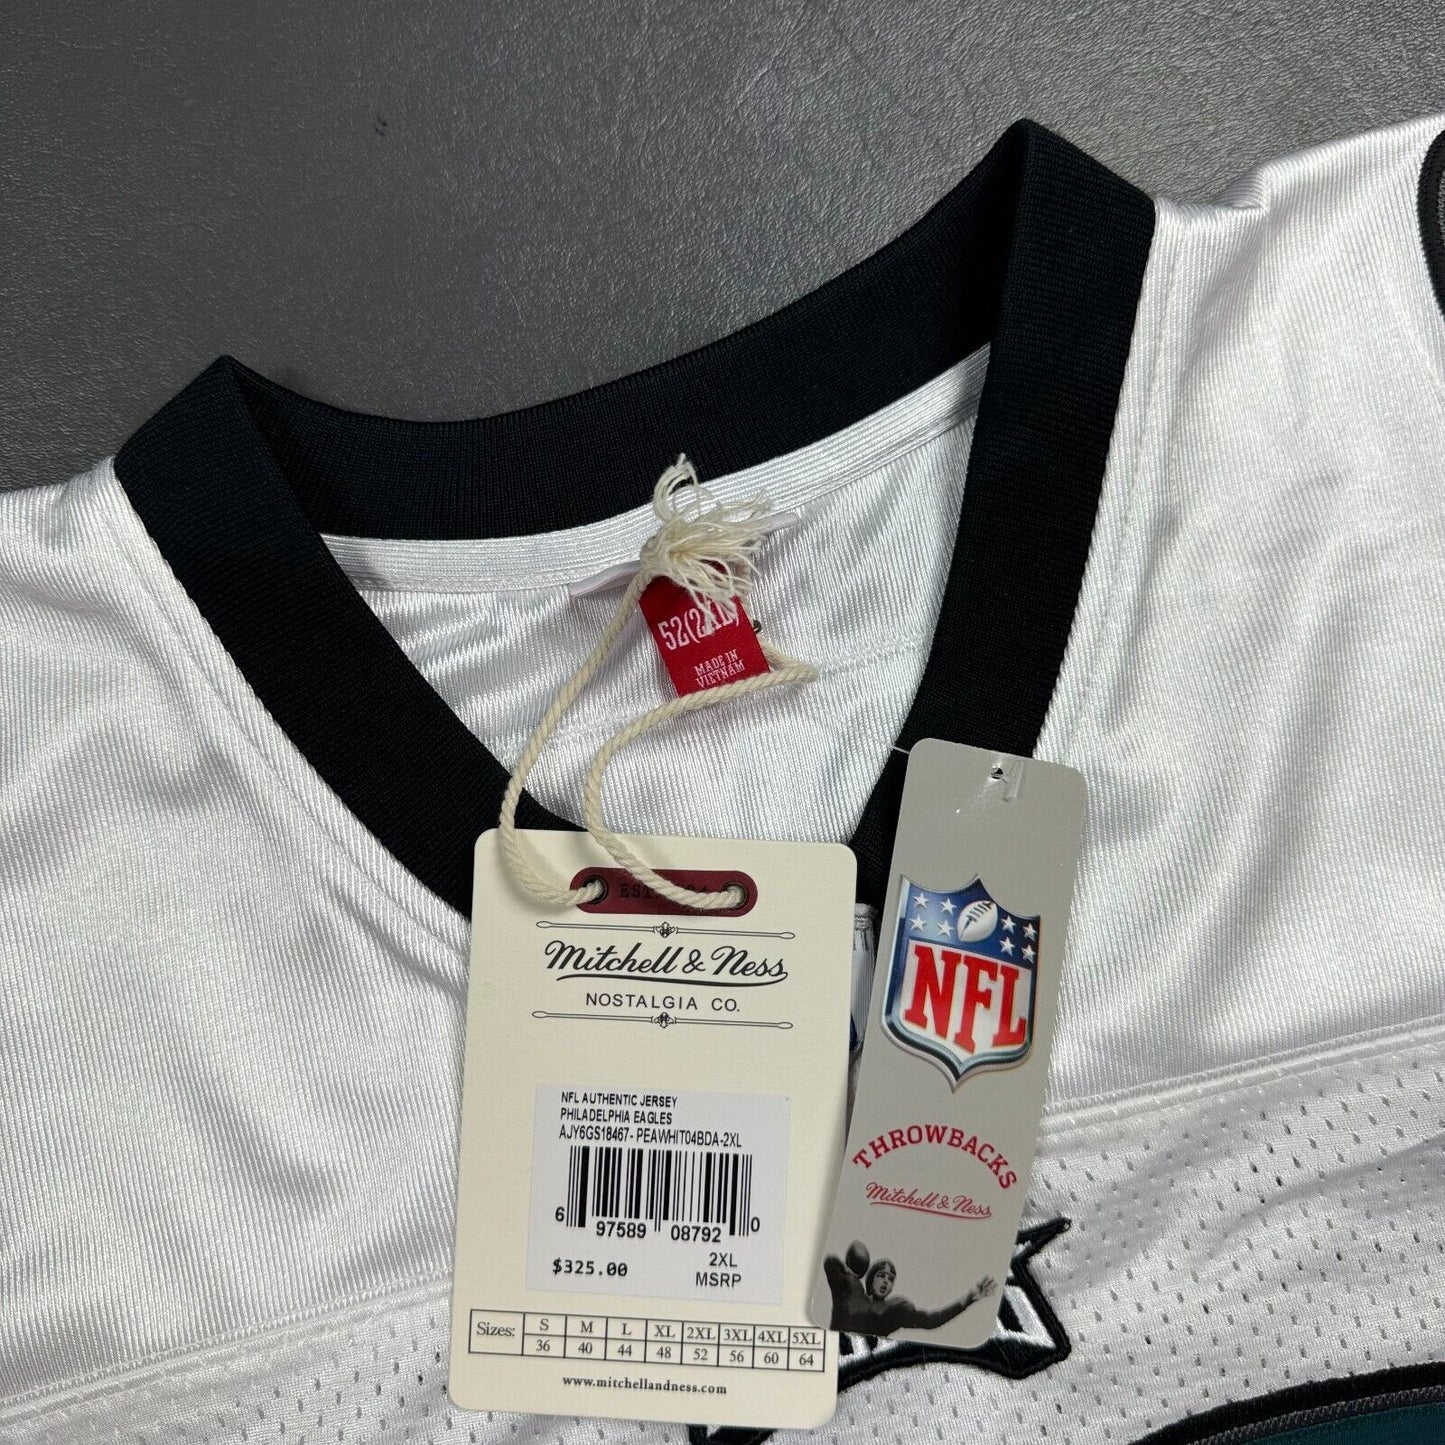 52(2XL)
MADE IN
VIETNAM
Mitchell & Ness
NOSTALGIA CO.
NFL AUTHENTIC JERSEY
PHILADELPHIA EAGLES
AJY6GS18467- PEAWHIT04BDA-2XL
6 97589 08792 0
$325.00
2XL
MSRP
Sizes: S M L XL 2XL 3XL 4XL 5XL
36 40 44 48 52 56 60 64
www.mitchellandness.com
NFL
THROWBACKS
Mitchell & Ness